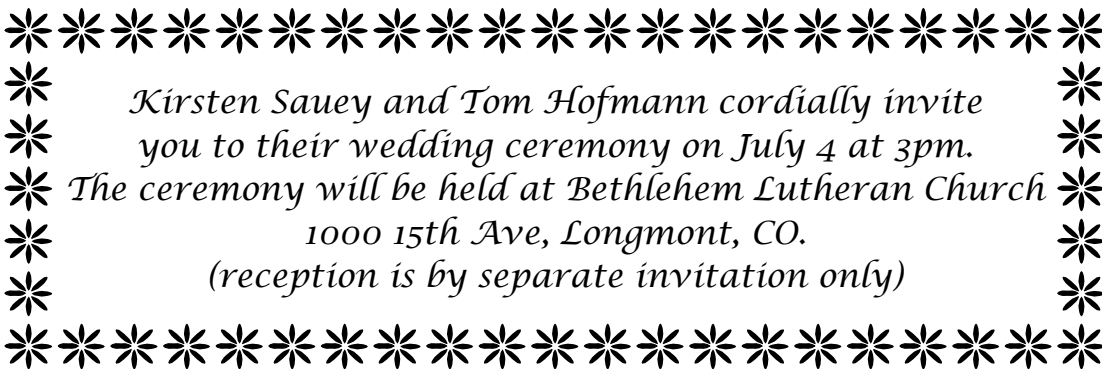 Kirsten Sauey and Tom Hofmann cordially invite
you to their wedding ceremony on July 4 at 3pm.
The ceremony will be held at Bethlehem Lutheran Church
1000 15th Ave, Longmont, CO.
(reception is by separate invitation only)